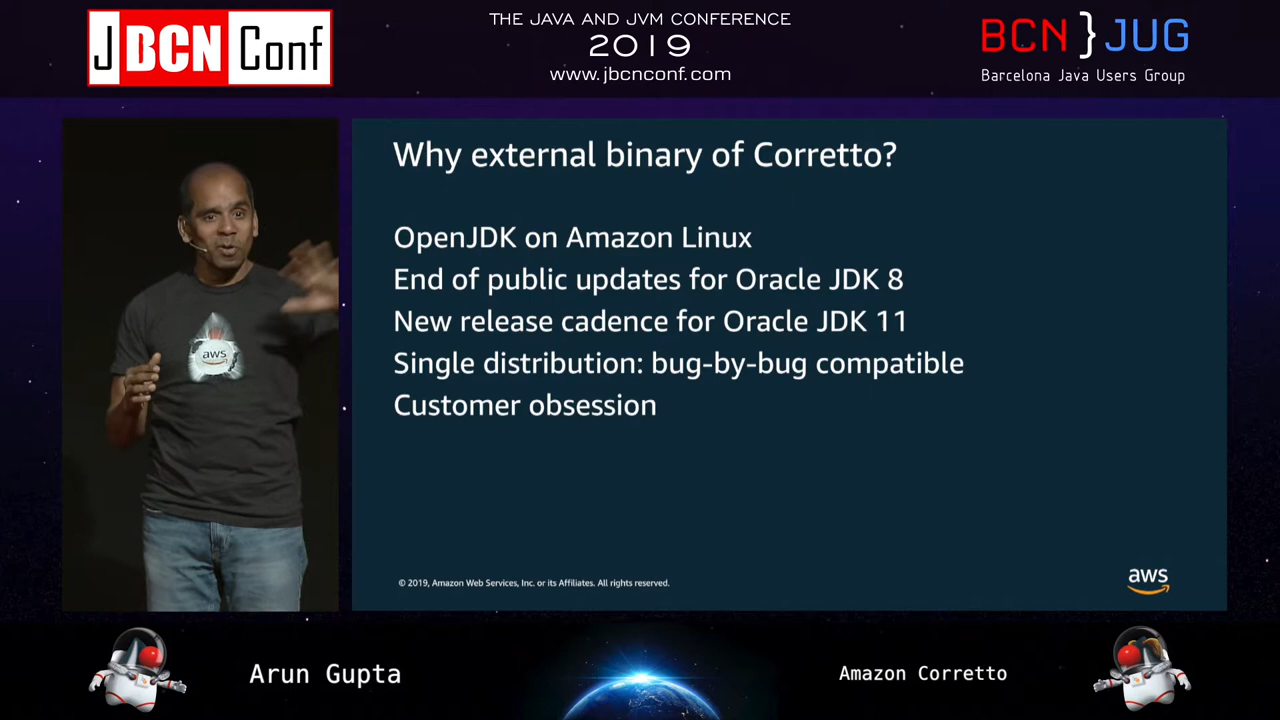 JBCNConf
THE JAVA AND JVM CONFERENCE
2019
www.jbcnconf.com
BCN}JUG
Barcelona Java Users Group
Why external binary of Corretto?
OpenJDK on Amazon Linux
End of public updates for Oracle JDK 8
New release cadence for Oracle JDK 11
Single distribution: bug-by-bug compatible
Customer obsession
aws
© 2019, Amazon Web Services, Inc. or its Affiliates. All rights reserved.
aws
Arun Gupta
Amazon Corretto